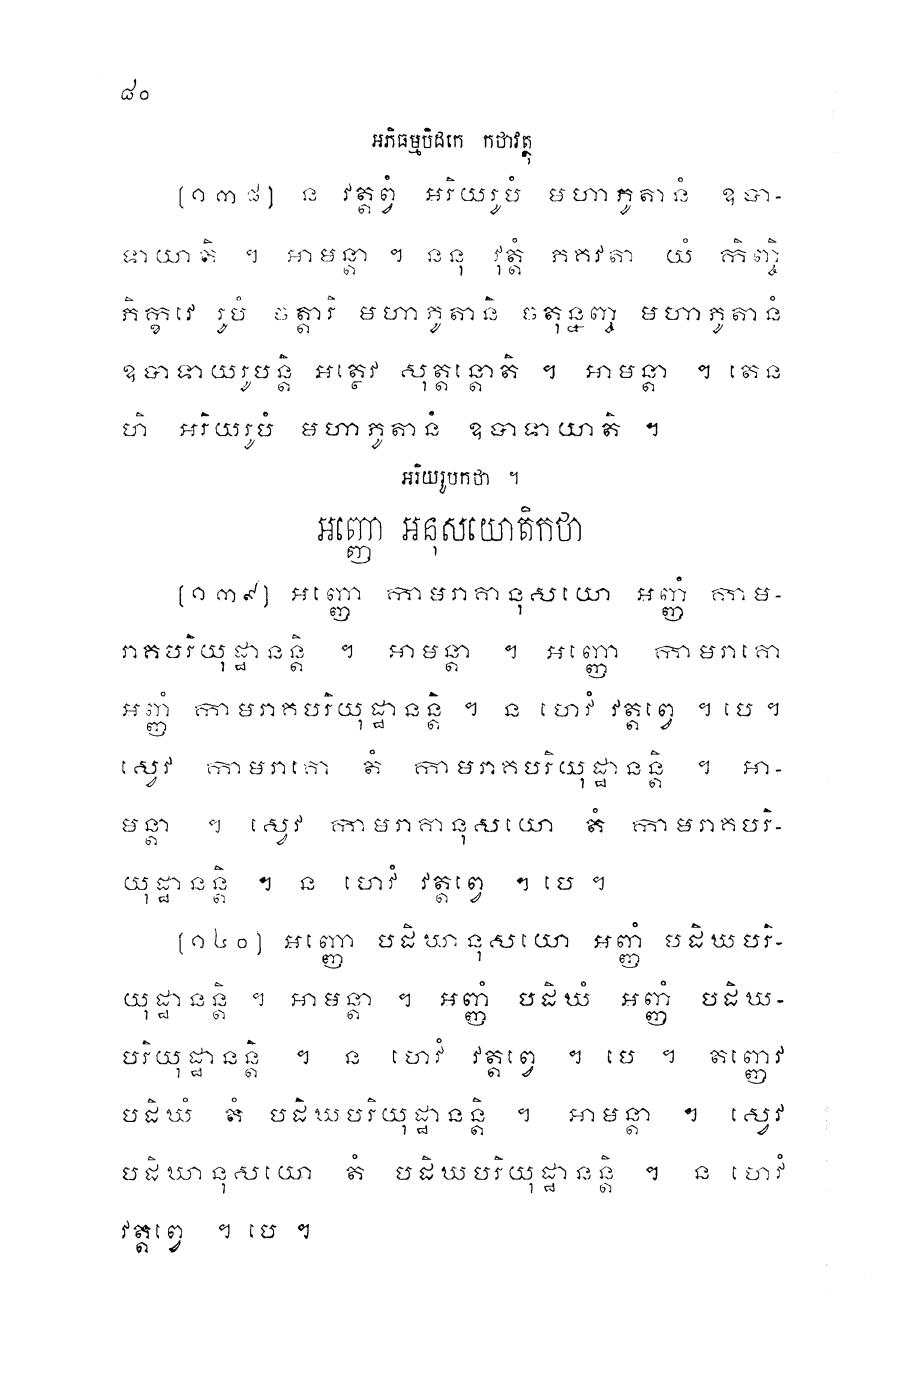 ៨០
អភិធម្មបិដកេ កថាវត្ថុ
[១៣៨] ន វត្តព្វំ អរិយរូបំ មហាភូតានំ ឧបា-
ទាយាតិ ។ អាមន្តា ។ ននុ វុត្តំ ភគវតា យំ កិញ្ចិ
ភិក្ខវេ រូបំ ចត្តារិ មហាភូតានិ ចតុន្នញ្ច មហាភូតានំ
ឧបាទាយរូបន្តិ អត្ថេវ សុត្តន្តោតិ ។ អាមន្តា ។ តេន
ហិ អរិយរូបំ មហាភូតានំ ឧបាទាយាតិ ។
អរិយរូបកថា ។
អញ្ញោ អនុសយោតិកថា
[១៣៩] អញ្ញោ កាមរាគានុសយោ អញ្ញំ កាម-
រាគបរិយុដ្ឋានន្តិ ។ អាមន្តា ។ អញ្ញោ កាមរាគោ
អញ្ញំ កាមរាគបរិយុដ្ឋានន្តិ ។ ន ហេវំ វត្តព្វេ ។ បេ ។
ស្វេវ កាមរាគោ តំ កាមរាគបរិយុដ្ឋានន្តិ ។ អា-
មន្តា ។ ស្វេវ កាមរាគានុសយោ តំ កាមរាគបរិ-
យុដ្ឋានន្តិ ។ ន ហេវំ វត្តព្វេ ។ បេ ។
[១៤០] អញ្ញោ បដិឃានុសយោ អញ្ញំ បដិឃបរិ-
យុដ្ឋានន្តិ ។ អាមន្តា ។ អញ្ញំ បដិឃំ អញ្ញំ បដិឃ-
បរិយុដ្ឋានន្តិ ។ ន ហេវំ វត្តព្វេ ។ បេ ។ តញ្ញេវ
បដិឃំ តំ បដិឃបរិយុដ្ឋានន្តិ ។ អាមន្តា ។ ស្វេវ
បដិឃានុសយោ តំ បដិឃបរិយុដ្ឋានន្តិ ។ ន ហេវំ
វត្តព្វេ ។ បេ ។